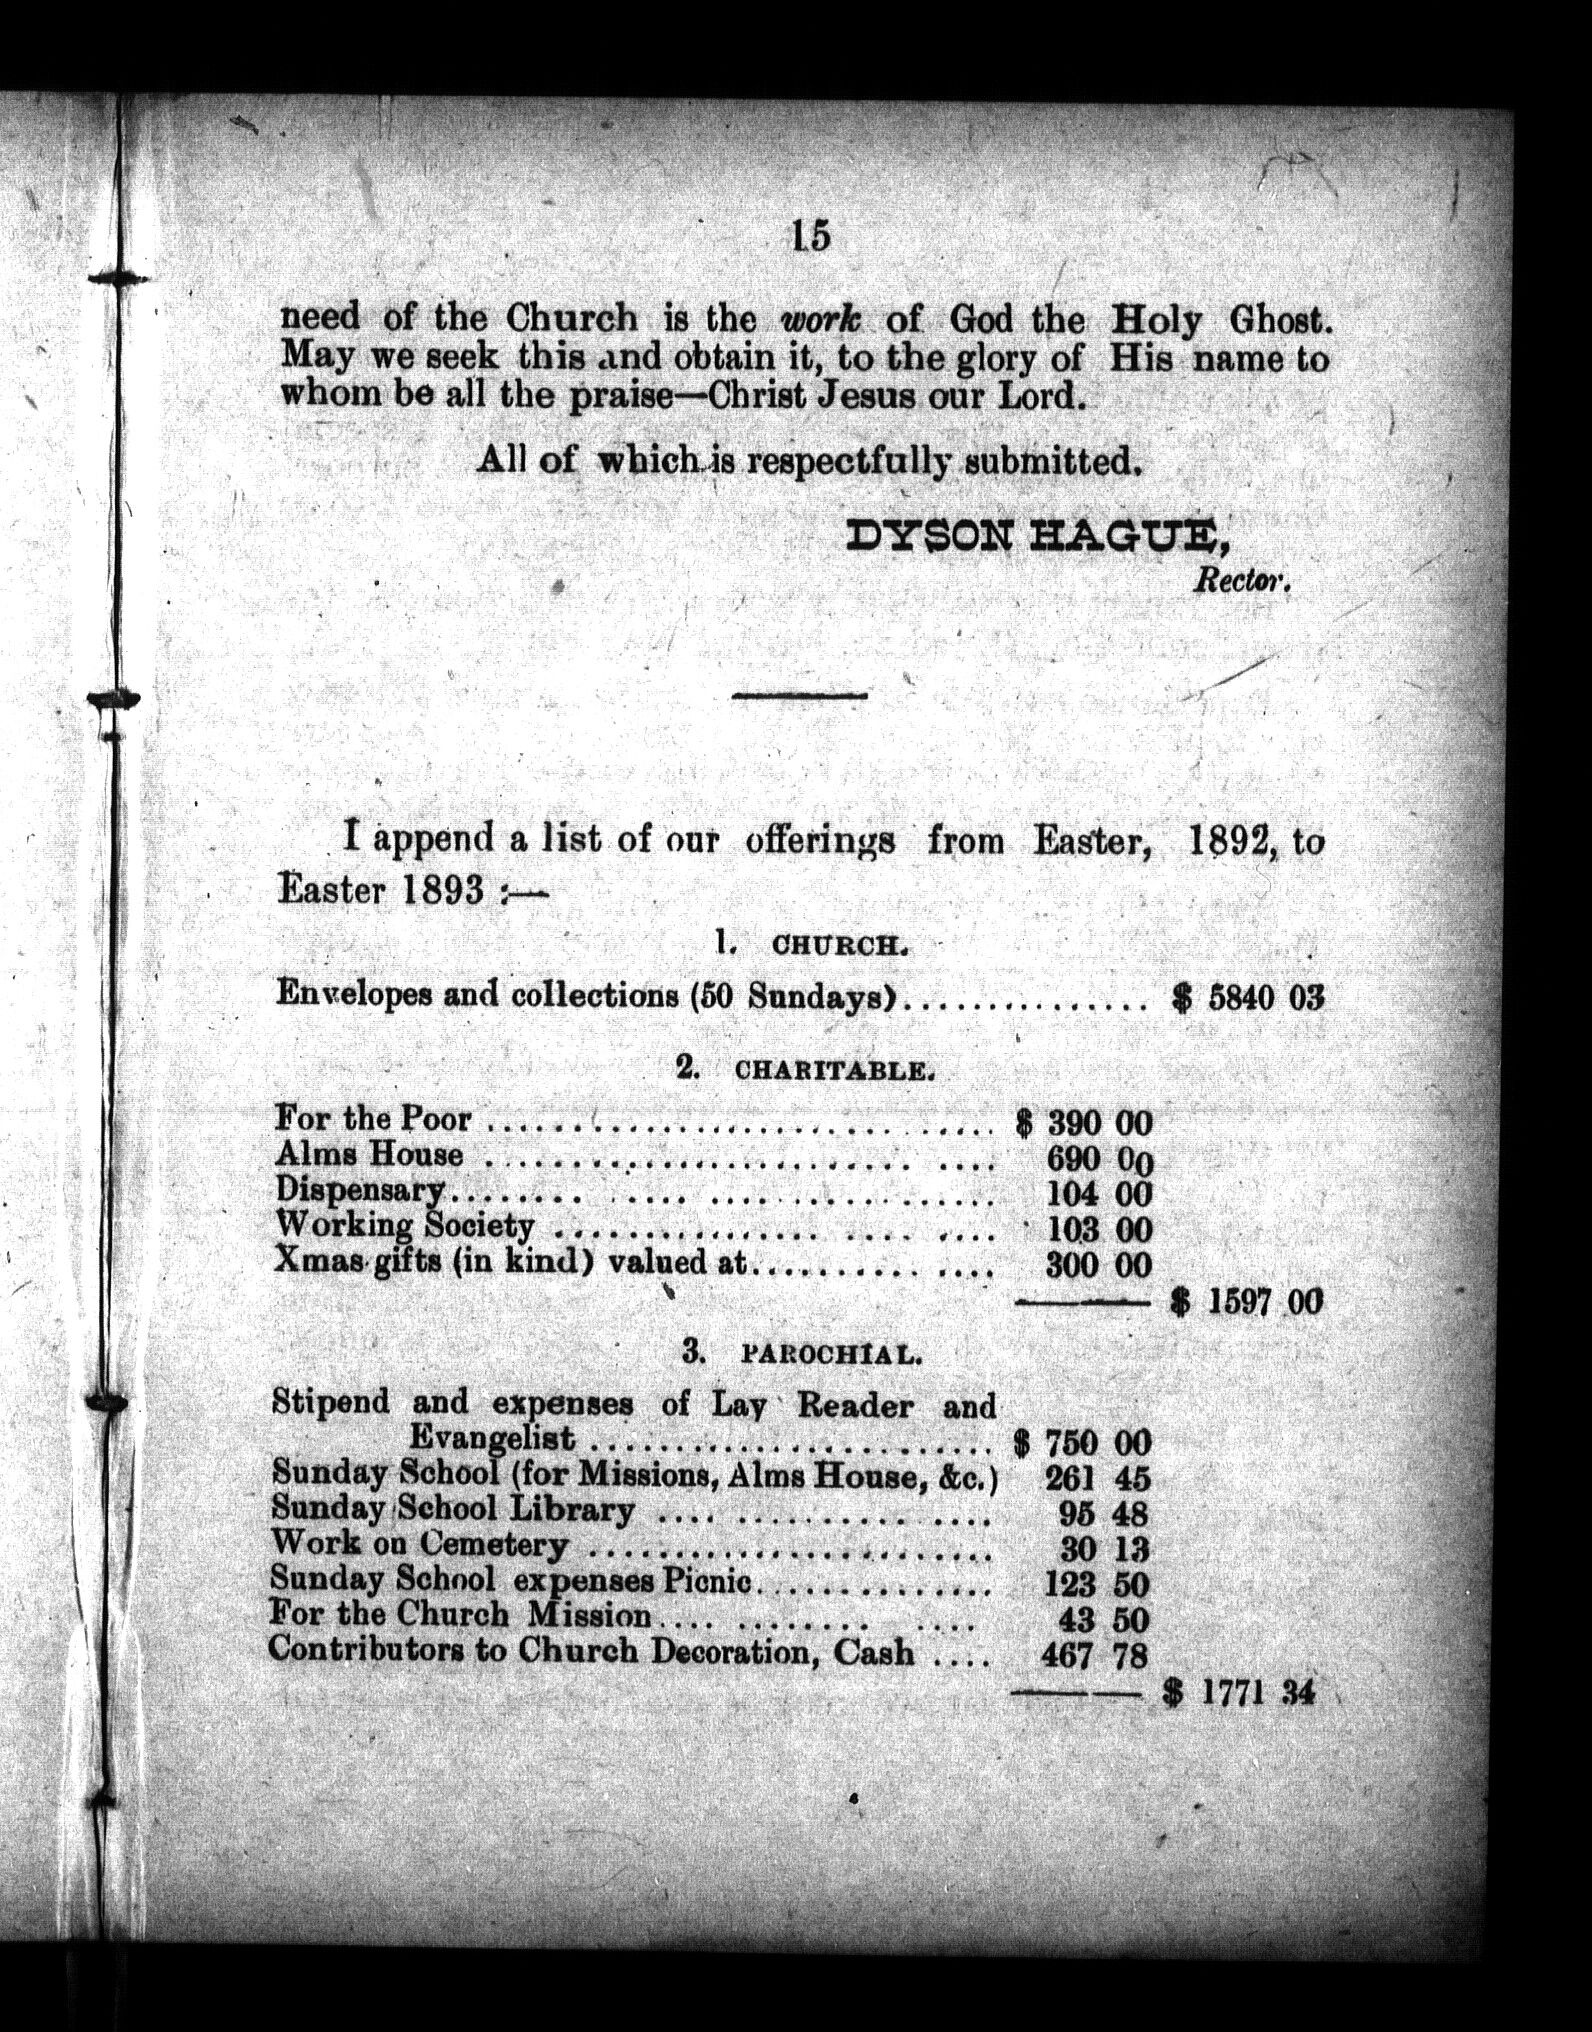 15
need of the Church is the work of God the Holy Ghost.
May we seek this and obtain it, to the glory of His name to
whom be all the praise—Christ Jesus our Lord.
All of which is respectfully submitted.
DYSON HAGUE,
Rector.
I append a list of our offerings from Easter, 1892, to
Easter 1893 :—
1. CHURCH.
Envelopes and collections (50 Sundays)............... $ 5840 03
2. CHARITABLE.
For the Poor .............................. $ 390 00
Alms House .............................. 690 00
Dispensary.............................. 104 00
Working Society ........................ 103 00
Xmas gifts (in kind) valued at.............. 300 00
——— $ 1597 00
3. PAROCHIAL.
Stipend and expenses of Lay Reader and
Evangelist ........................ $ 750 00
Sunday School (for Missions, Alms House, &c.) 261 45
Sunday School Library .................. 95 48
Work on Cemetery ........................ 30 13
Sunday School expenses Picnic.............. 123 50
For the Church Mission................ 43 50
Contributors to Church Decoration, Cash .... 467 78
——— $ 1771 34